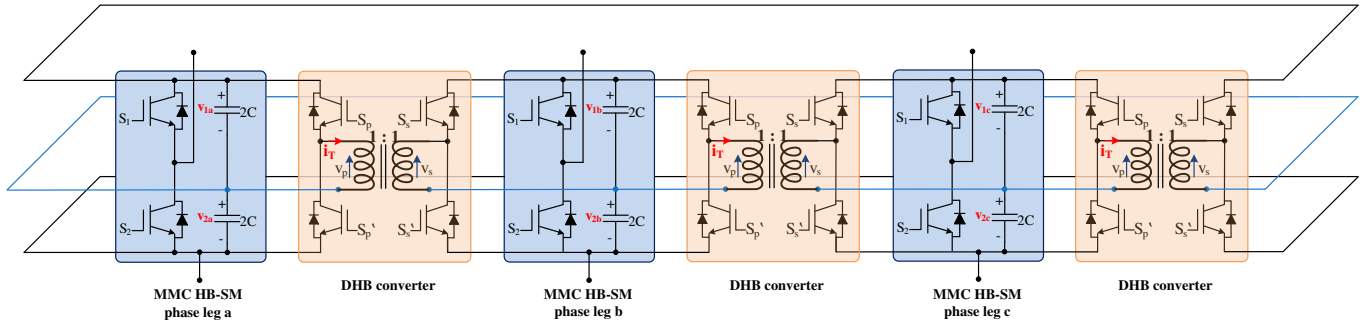 S1
S2
v1a
v2a
+
-
+
-
2C
2C
MMC HB-SM
phase leg a
Sp
Ss
1 : 1
iT
vp
vs
Sp'
Ss'
DHB converter
S1
S2
v1b
v2b
+
-
+
-
2C
2C
MMC HB-SM
phase leg b
Sp
Ss
1 : 1
iT
vp
vs
Sp'
Ss'
DHB converter
S1
S2
v1c
v2c
+
-
+
-
2C
2C
MMC HB-SM
phase leg c
Sp
Ss
1 : 1
iT
vp
vs
Sp'
Ss'
DHB converter